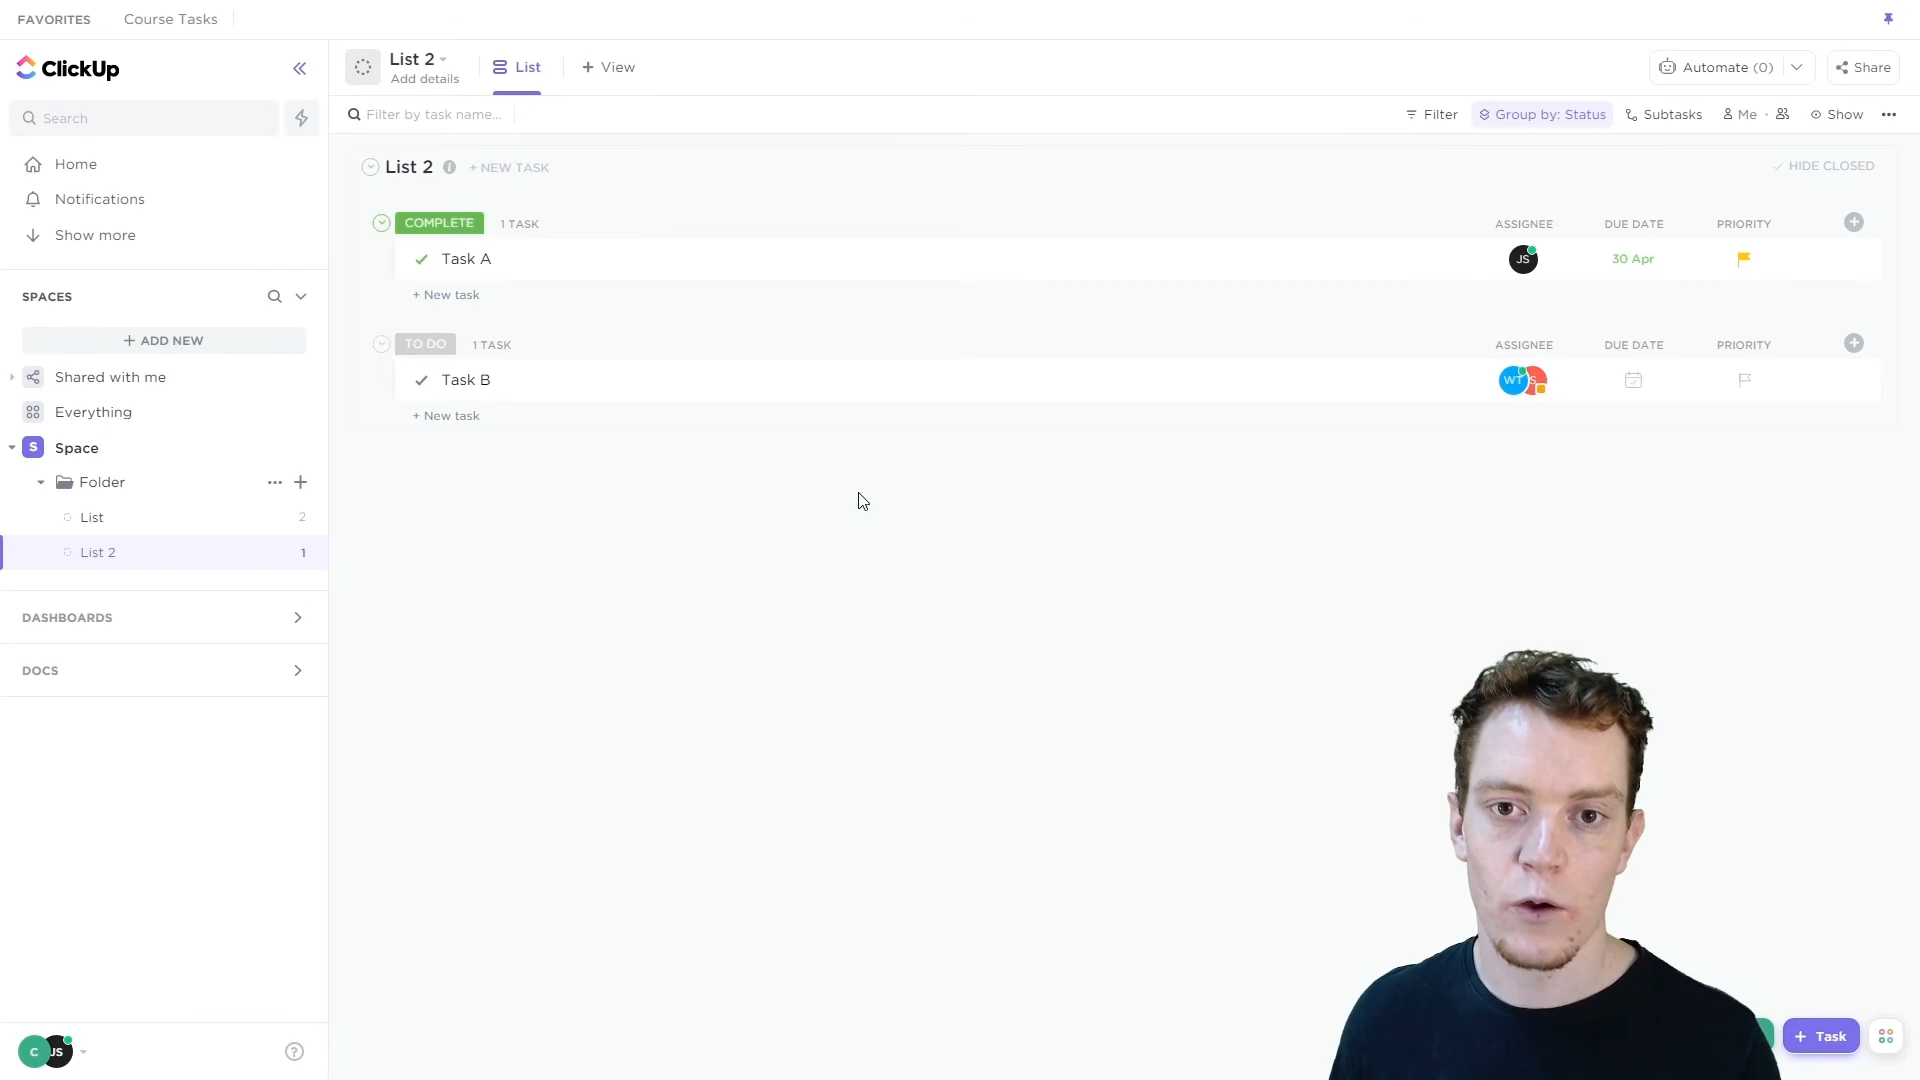 FAVORITES Course Tasks
ClickUp
Search
Home
Notifications
Show more
SPACES
+ ADD NEW
Shared with me
Everything
S Space
Folder
List 2
List 2 1
DASHBOARDS
DOCS
C JS
List 2
Add details
List
+ View
Automate (0)
Share
Filter by task name...
Filter
Group by: Status
Subtasks
Me
Show
List 2 + NEW TASK
HIDE CLOSED
COMPLETE 1 TASK ASSIGNEE DUE DATE PRIORITY
Task A JS 30 Apr
+ New task
TO DO 1 TASK ASSIGNEE DUE DATE PRIORITY
Task B WT S
+ New task
+ Task